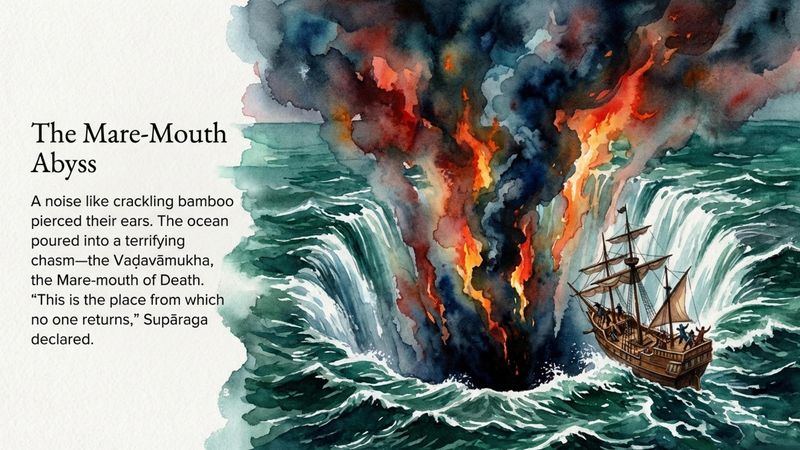 The Mare-Mouth
Abyss
A noise like crackling bamboo
pierced their ears. The ocean
poured into a terrifying
chasm—the Vaḍavāmukha,
the Mare-mouth of Death.
“This is the place from which
no one returns,” Supāraga
declared.